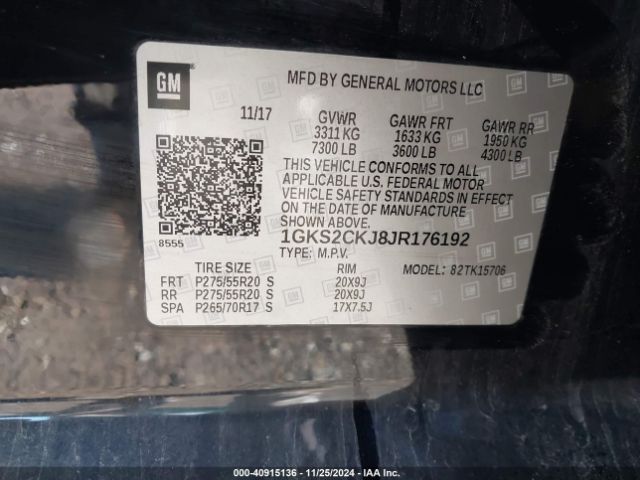 GM
MFD BY GENERAL MOTORS LLC
11/17 GVWR GAWR FRT GAWR RR
3311 KG 1633 KG 1950 KG
7300 LB 3600 LB 4300 LB
THIS VEHICLE CONFORMS TO ALL
APPLICABLE U.S. FEDERAL MOTOR
VEHICLE SAFETY STANDARDS IN EFFECT
ON THE DATE OF MANUFACTURE
SHOWN ABOVE.
8555 1GKS2CKJ8JR176192
TYPE: M.P.V.
TIRE SIZE RIM MODEL: 82TK15706
FRT P275/55R20 S 20X9J
RR P275/55R20 S 20X9J
SPA P265/70R17 S 17X7.5J
000-40915136 - 11/25/2024 - IAA Inc.